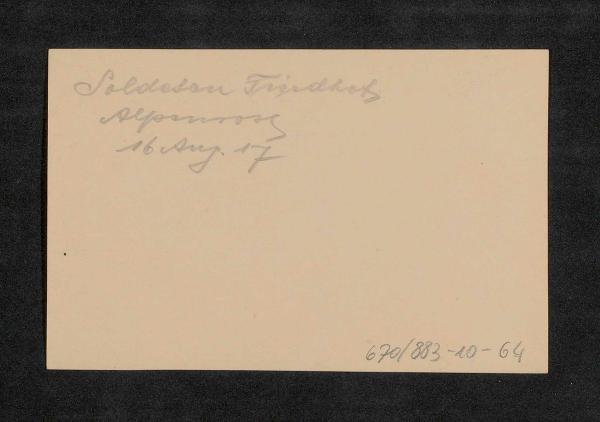 Soldaten Friedhof
Alpenrose
16 Aug. 17
670/883-10-64